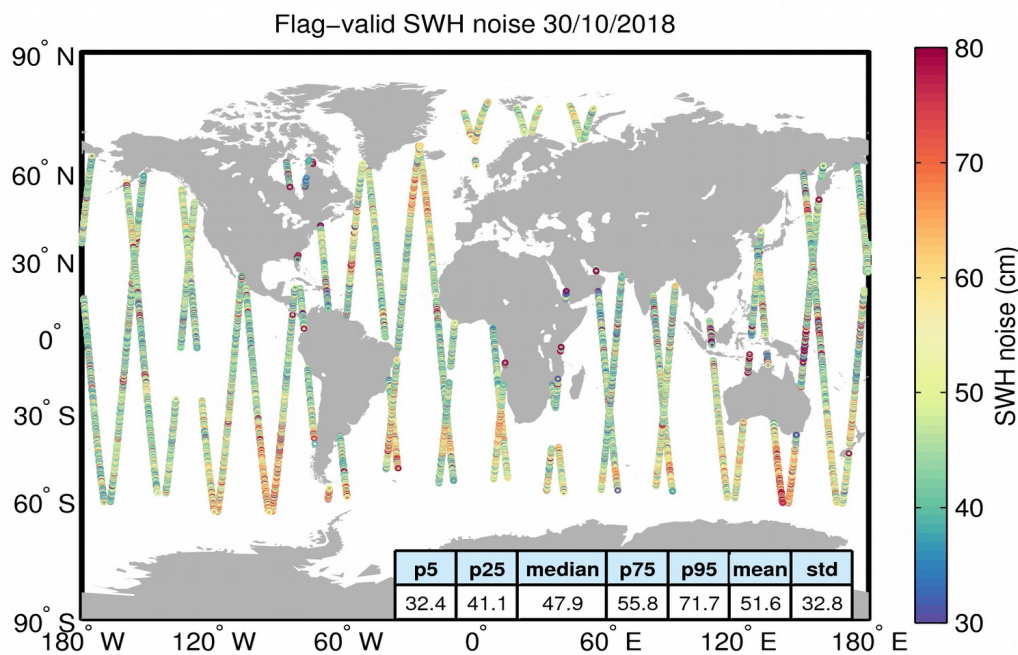 Flag−valid SWH noise 30/10/2018
90° N
60° N
30° N
0°
30° S
60° S
90° S
180° W 120° W 60° W 0° 60° E 120° E 180° E
p5 p25 median p75 p95 mean std
32.4 41.1 47.9 55.8 71.7 51.6 32.8
80
70
60
50
40
30
SWH noise (cm)